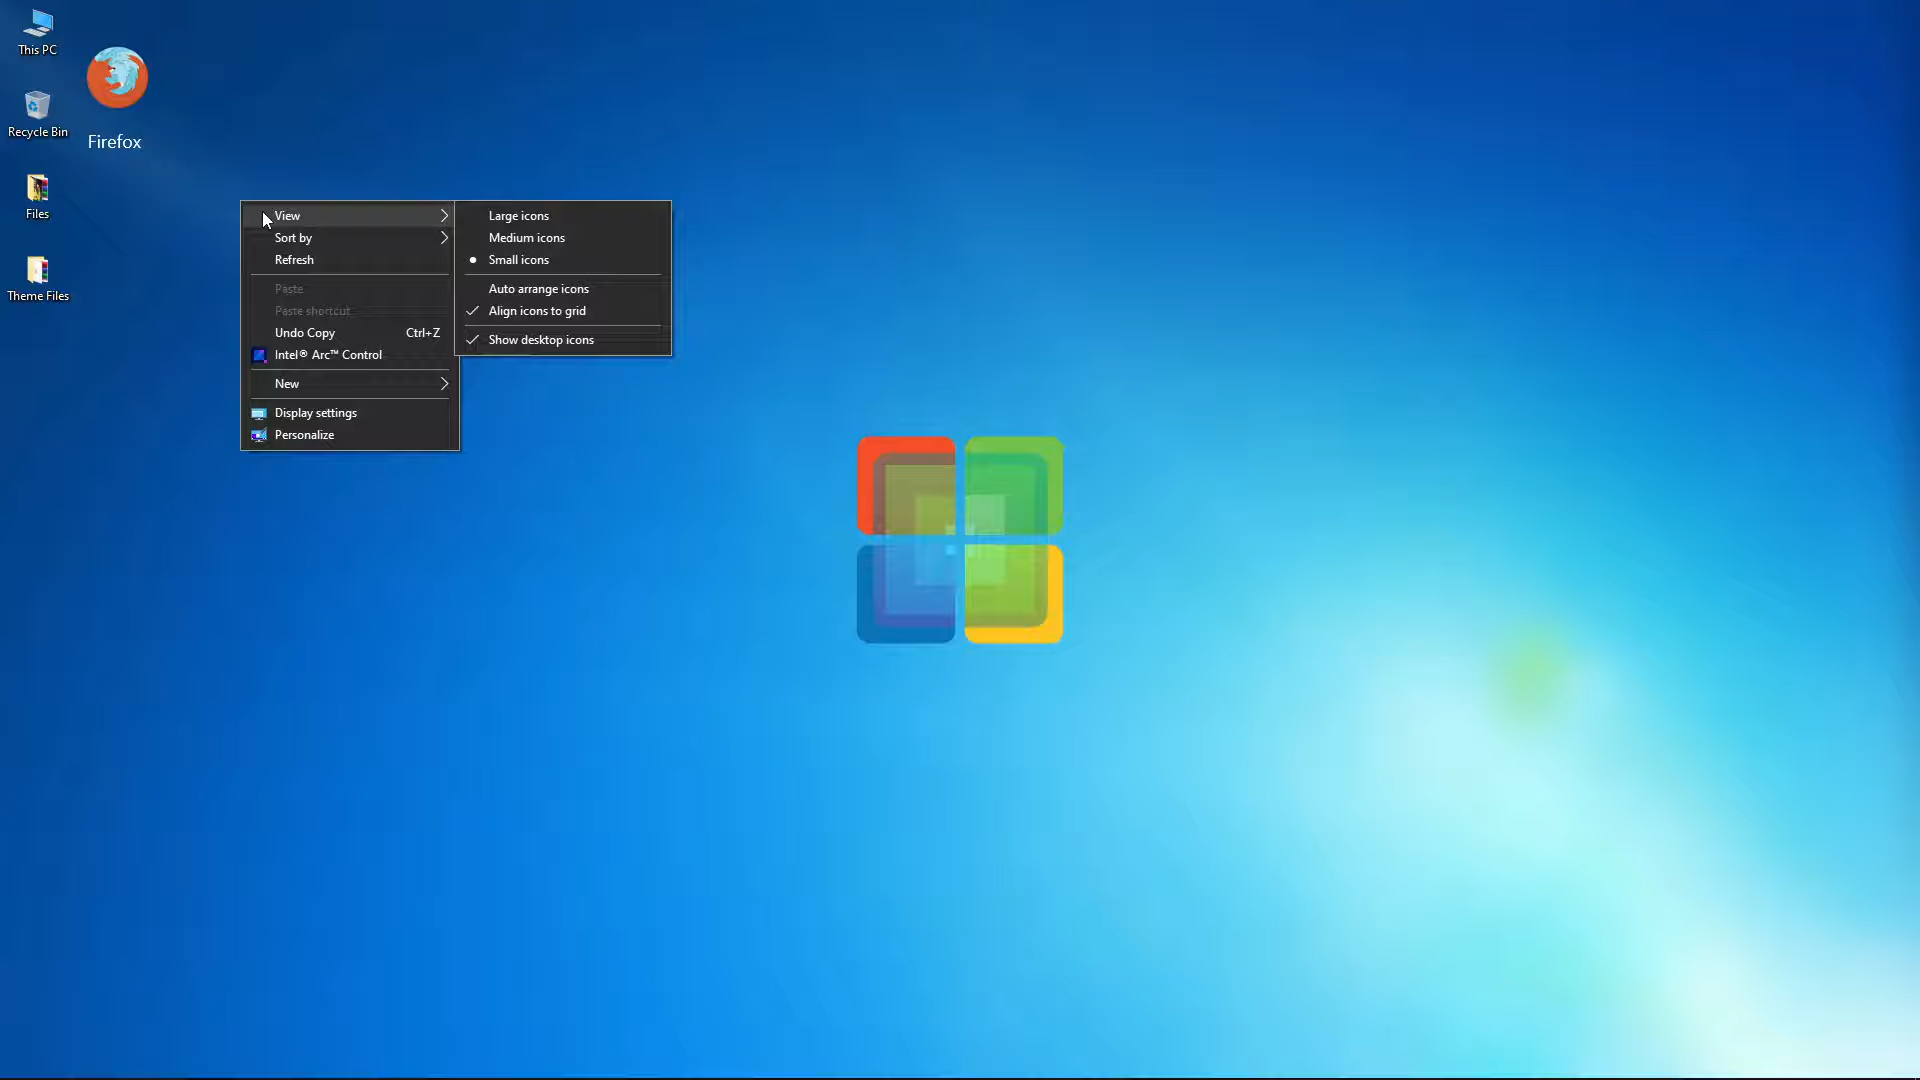 This PC
Recycle Bin
Files
Theme Files
Firefox
View
Sort by
Refresh
Paste
Paste shortcut
Undo Copy Ctrl+Z
Intel® Arc™ Control
New
Display settings
Personalize
Large icons
Medium icons
Small icons
Auto arrange icons
Align icons to grid
Show desktop icons